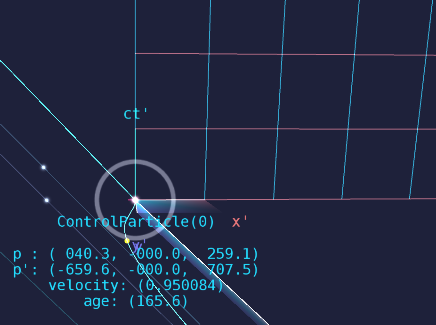 ct'
ControlParticle(0) x'
y'
p : ( 040.3, -000.0, 259.1)
p': (-659.6, -000.0, 707.5)
velocity: (0.950084)
age: (165.6)